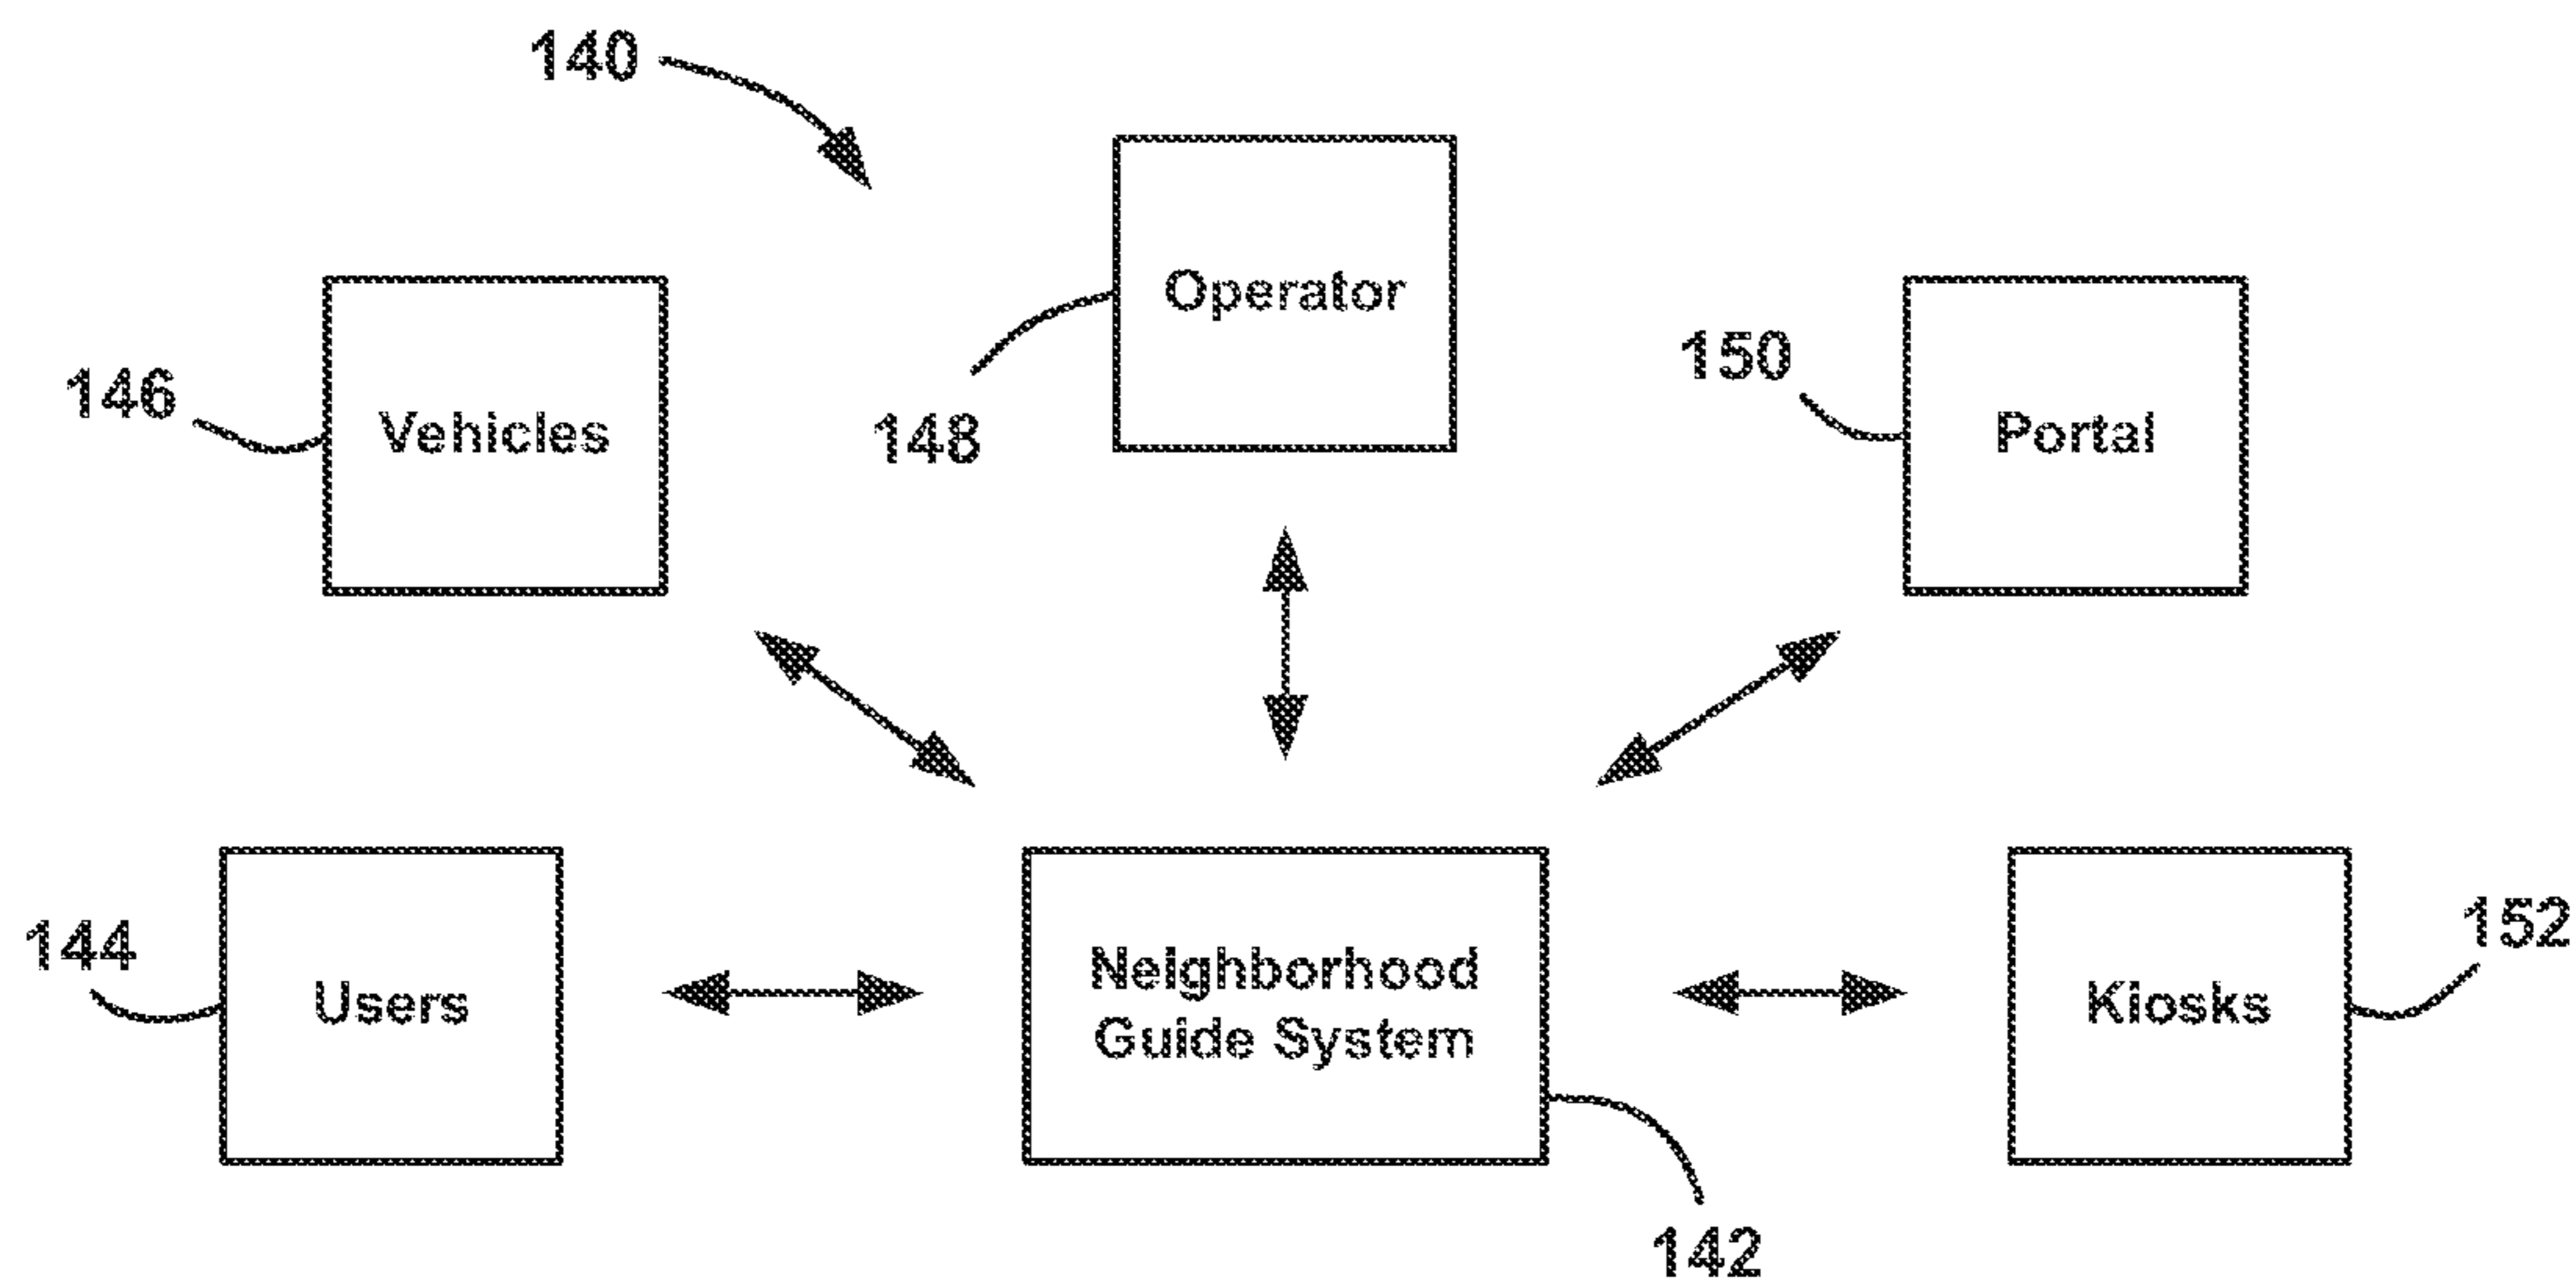 140
Operator
148
Vehicles
146
Portal
150
Users
144
Neighborhood
Guide System
142
Kiosks
152